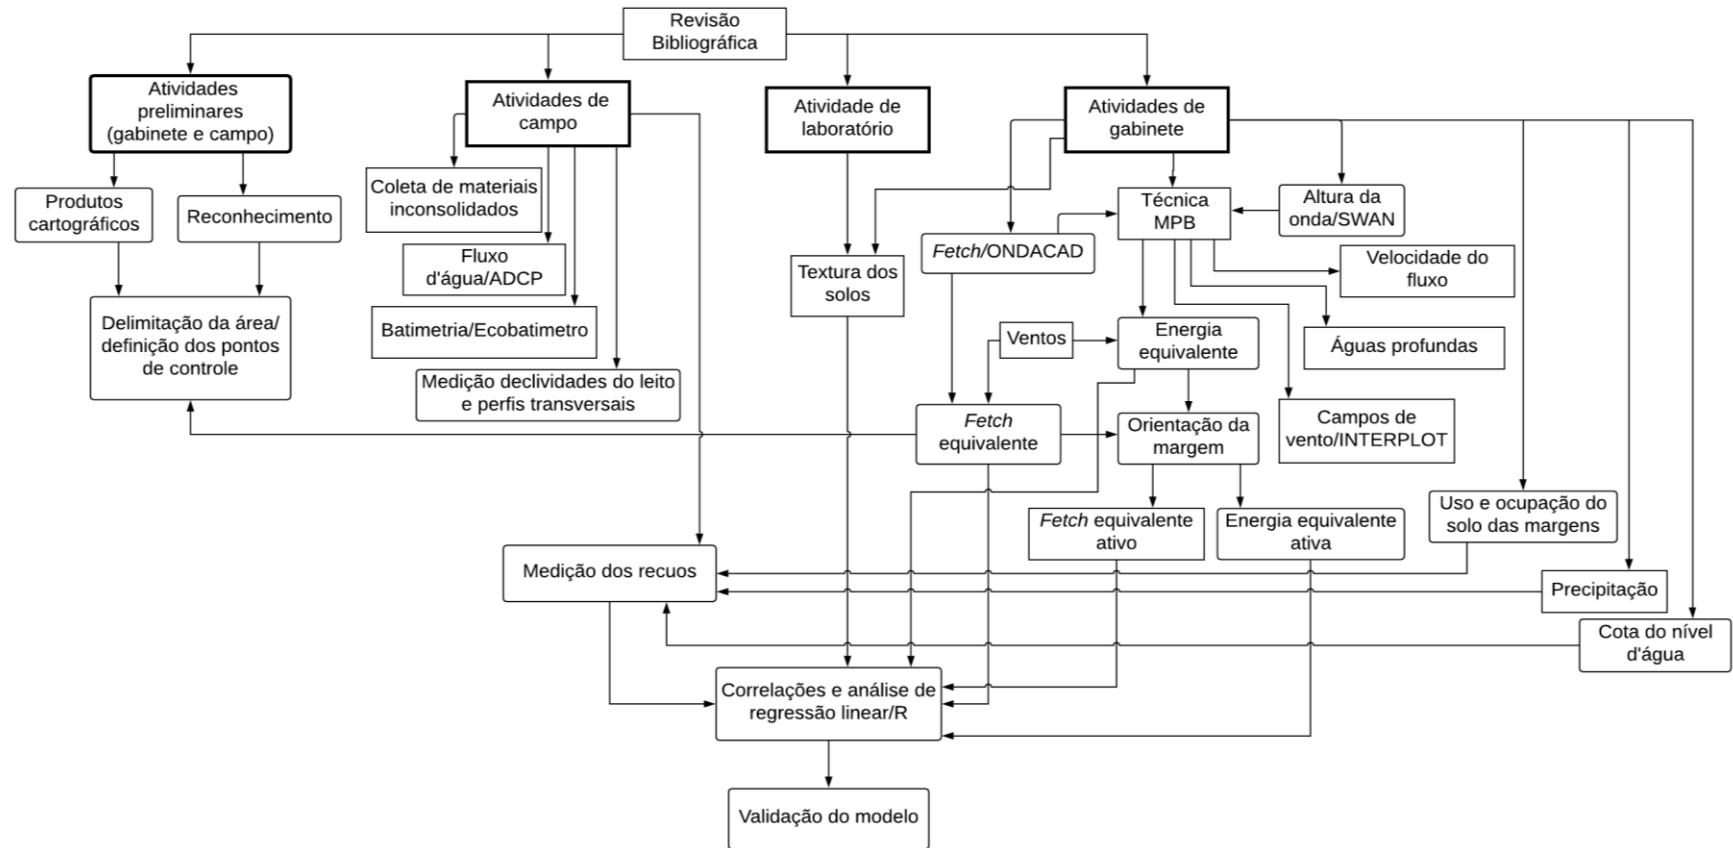 Revisão
Bibliográfica
Atividades
preliminares
(gabinete e campo)
Atividades de
campo
Atividade de
laboratório
Atividades de
gabinete
Produtos
cartográficos
Reconhecimento
Coleta de materiais
inconsolidados
Fluxo
d'água/ADCP
Batimetria/Ecobatimetro
Medição declividades do leito
e perfis transversais
Delimitação da área/
definição dos pontos
de controle
Textura dos
solos
Fetch/ONDACAD
Técnica
MPB
Altura da
onda/SWAN
Velocidade do
fluxo
Águas profundas
Campos de
vento/INTERPLOT
Ventos
Energia
equivalente
Fetch
equivalente
Orientação da
margem
Fetch equivalente
ativo
Energia equivalente
ativa
Uso e ocupação do
solo das margens
Medição dos recuos
Precipitação
Cota do nível
d'água
Correlações e análise de
regressão linear/R
Validação do modelo